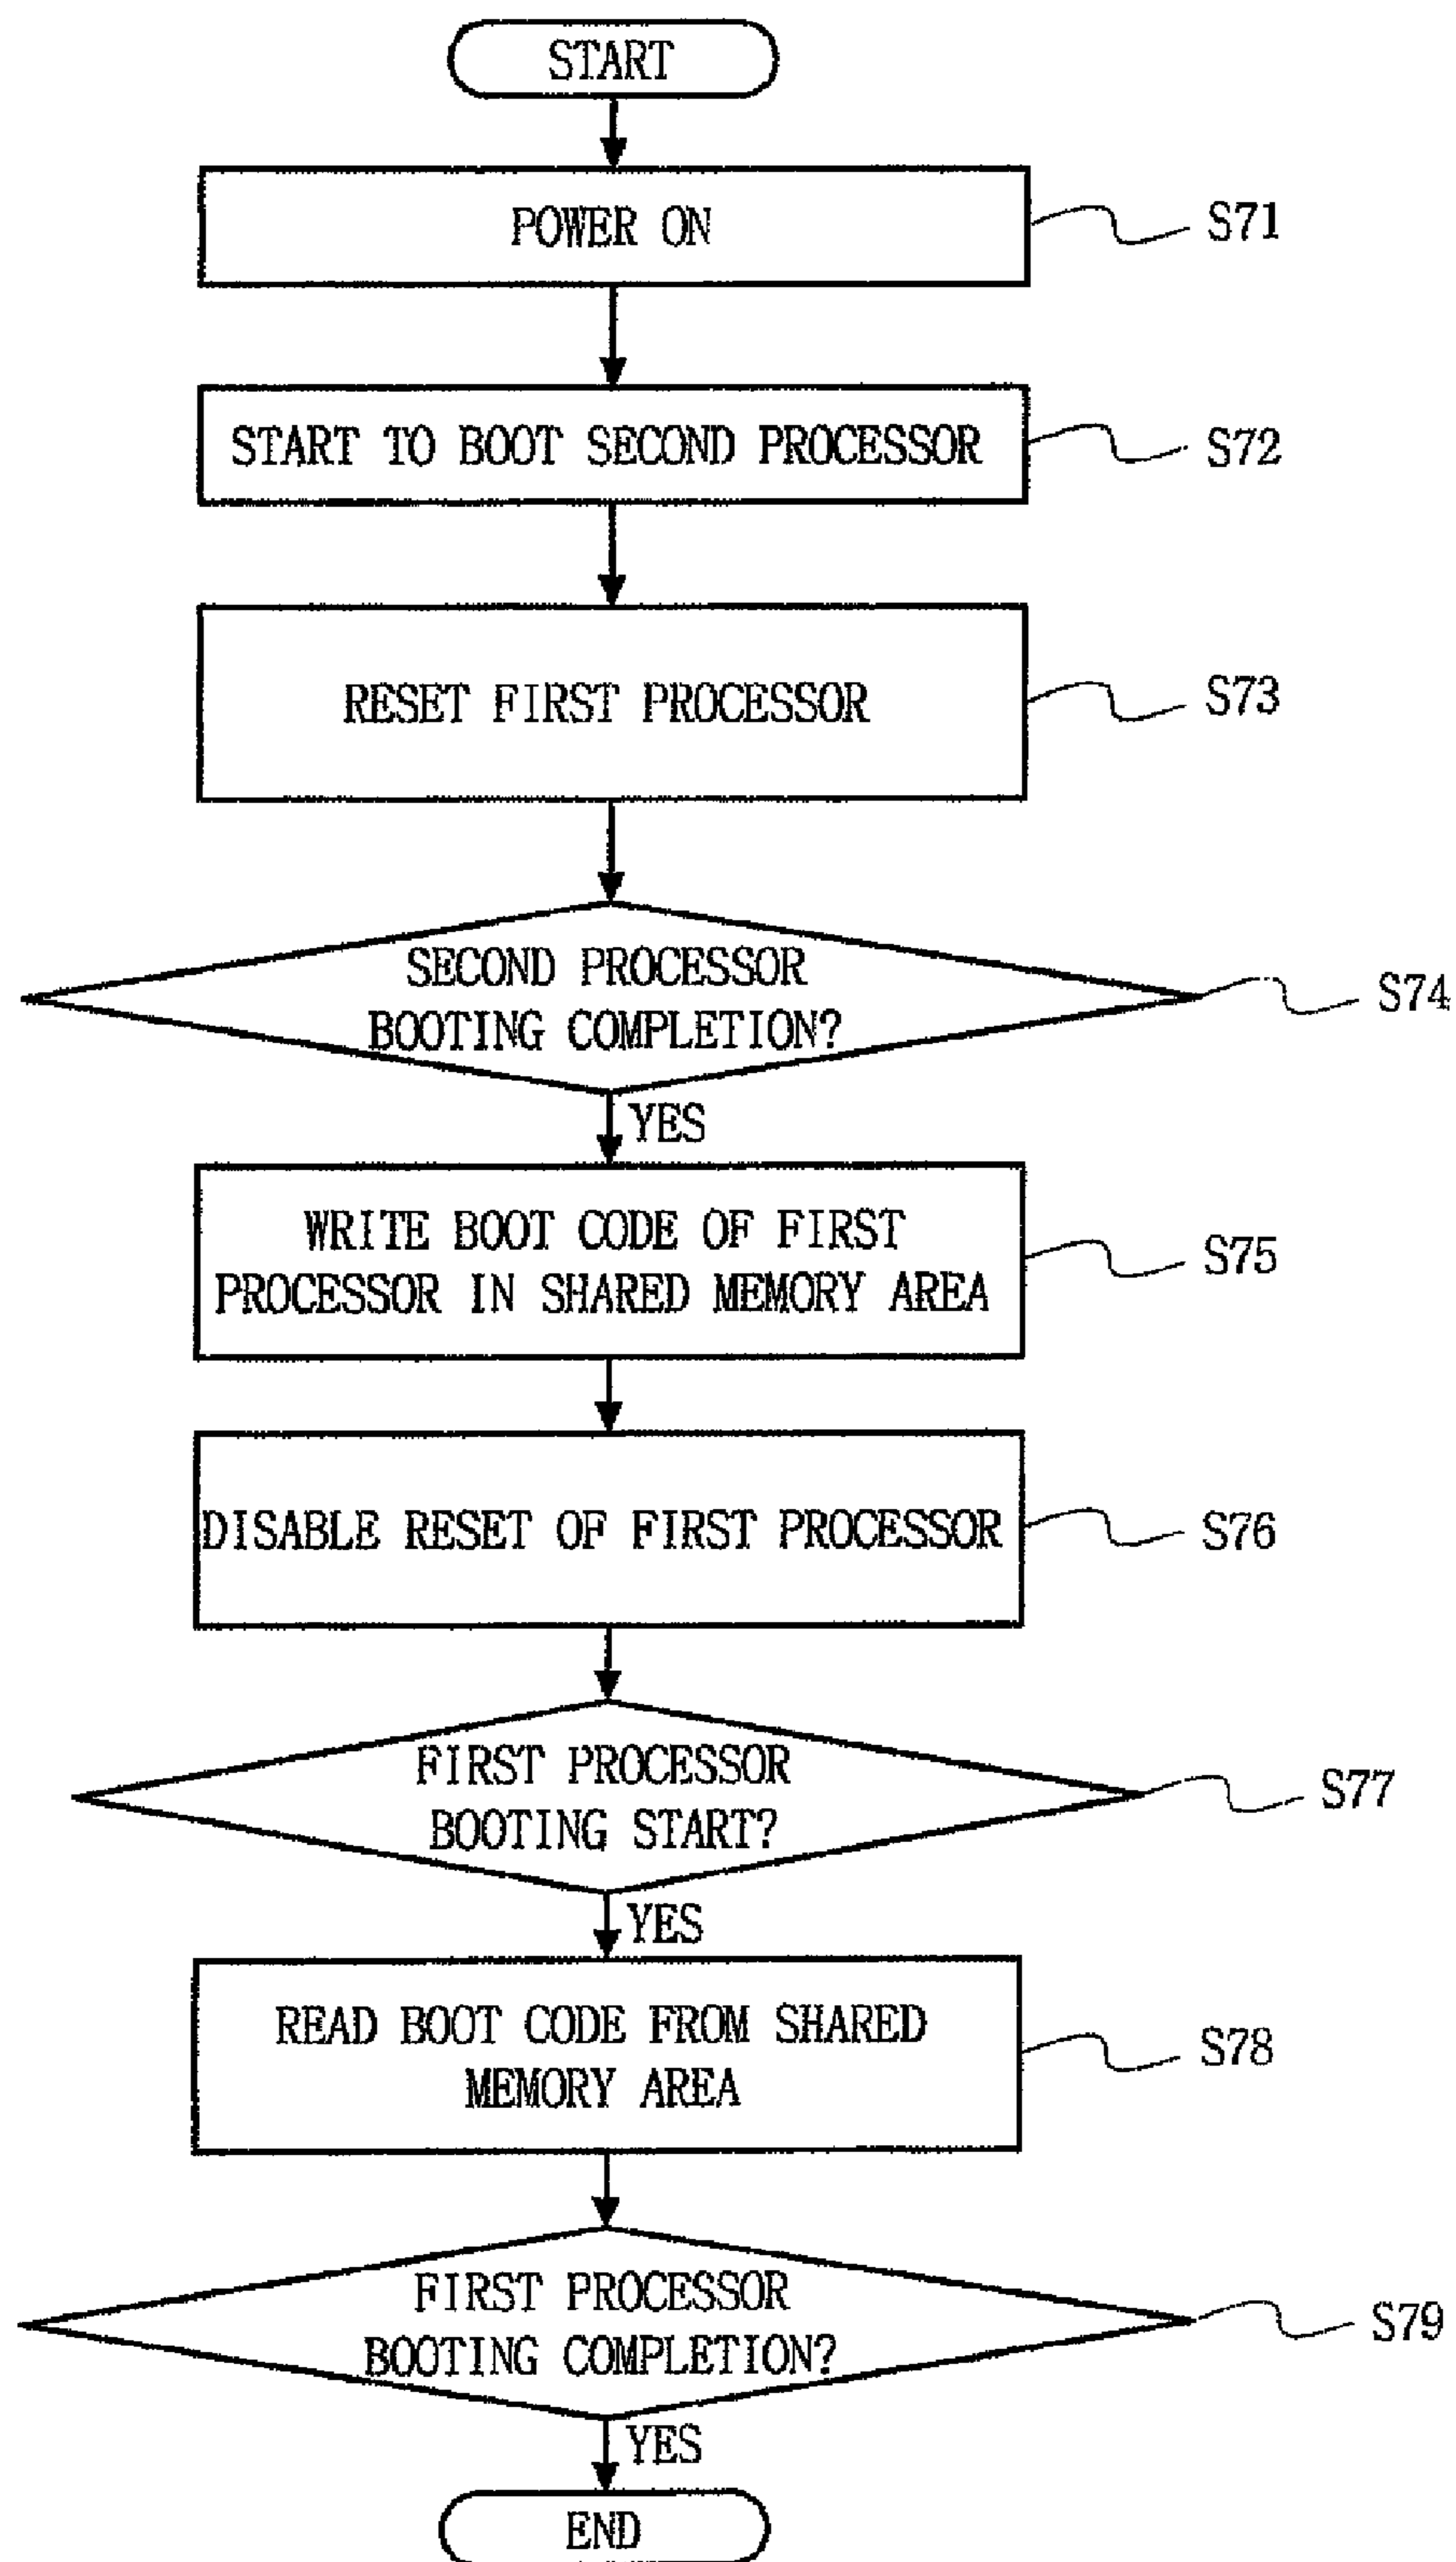 START
POWER ON
S71
START TO BOOT SECOND PROCESSOR
S72
RESET FIRST PROCESSOR
S73
SECOND PROCESSOR
BOOTING COMPLETION?
S74
YES
WRITE BOOT CODE OF FIRST
PROCESSOR IN SHARED MEMORY AREA
S75
DISABLE RESET OF FIRST PROCESSOR
S76
FIRST PROCESSOR
BOOTING START?
S77
YES
READ BOOT CODE FROM SHARED
MEMORY AREA
S78
FIRST PROCESSOR
BOOTING COMPLETION?
S79
YES
END